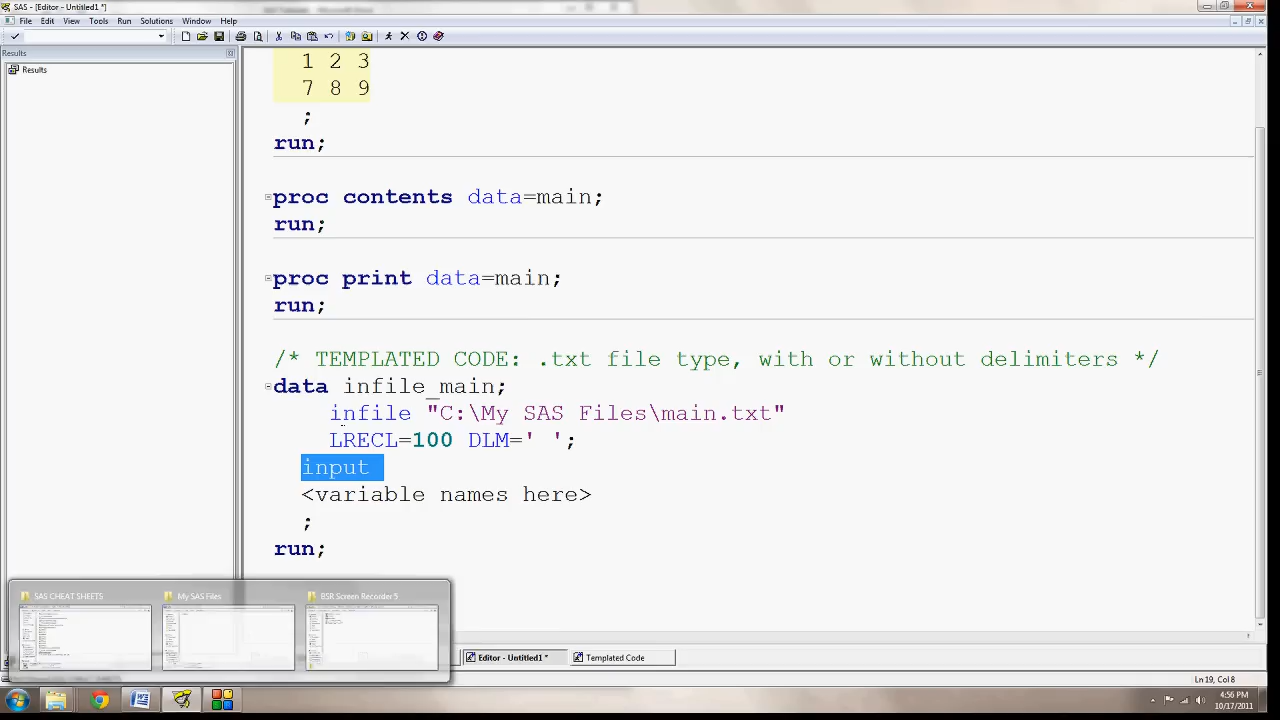 SAS - [Editor - Untitled1 *]
File Edit View Tools Run Solutions Window Help
Results
Results
1 2 3
7 8 9
;
run;
proc contents data=main;
run;
proc print data=main;
run;
/* TEMPLATED CODE: .txt file type, with or without delimiters */
data infile_main;
infile "C:\My SAS Files\main.txt"
LRECL=100 DLM=' ';
input
<variable names here>
;
run;
SAS CHEAT SHEETS My SAS Files BSR Screen Recorder 5
Editor - Untitled1 * Templated Code
Ln 19, Col 8
4:56 PM
10/17/2011